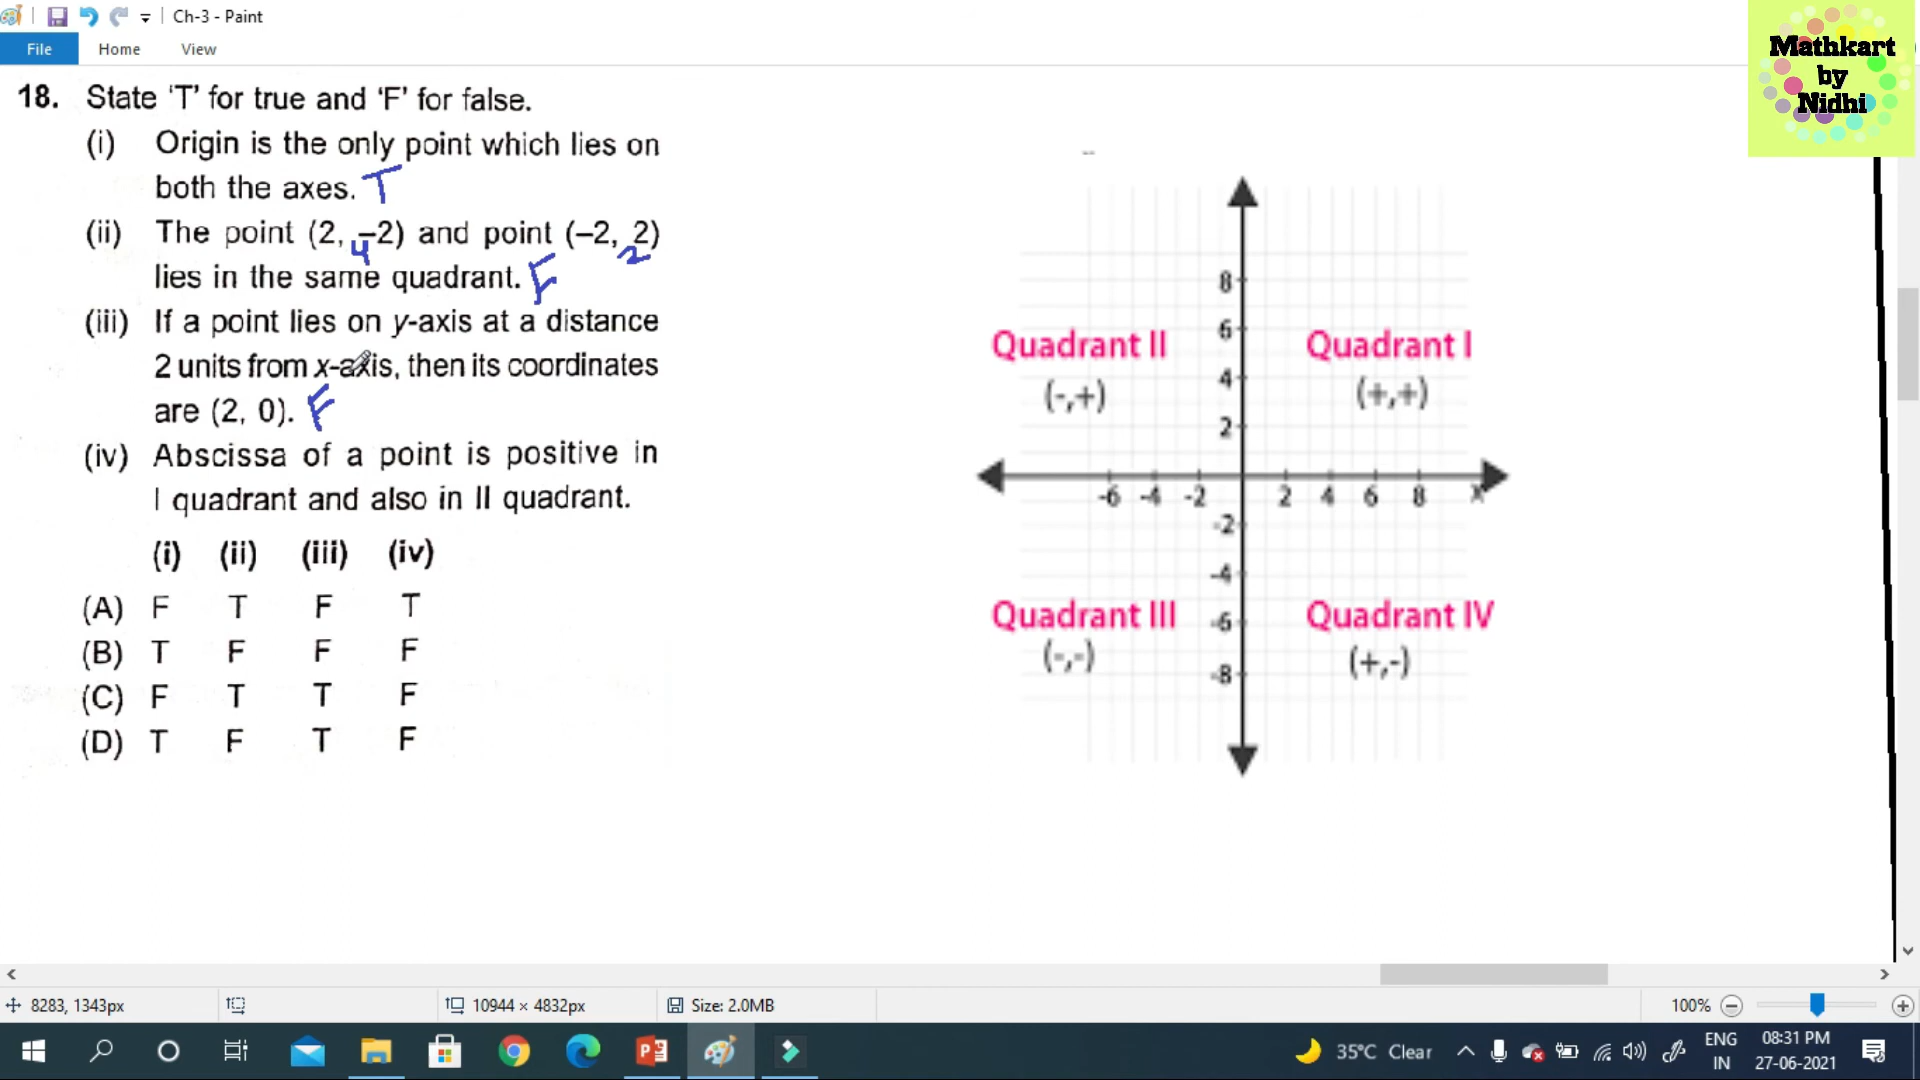 Ch-3 - Paint
File Home View
Mathkart
by
Nidhi
18. State 'T' for true and 'F' for false.
(i) Origin is the only point which lies on
both the axes. T
(ii) The point (2, –2) and point (–2, 2)
4 2
lies in the same quadrant. F
(iii) If a point lies on y-axis at a distance
2 units from x-axis, then its coordinates
are (2, 0). F
(iv) Abscissa of a point is positive in
I quadrant and also in II quadrant.
(i) (ii) (iii) (iv)
(A) F T F T
(B) T F F F
(C) F T T F
(D) T F T F
8
6
Quadrant II Quadrant I
4
(-,+) (+,+)
2
-6 -4 -2 2 4 6 8 x
-2
-4
Quadrant III -6 Quadrant IV
(-,-) (+,-)
-8
8283, 1343px 10944 × 4832px Size: 2.0MB 100%
35°C Clear ENG
IN 08:31 PM
27-06-2021